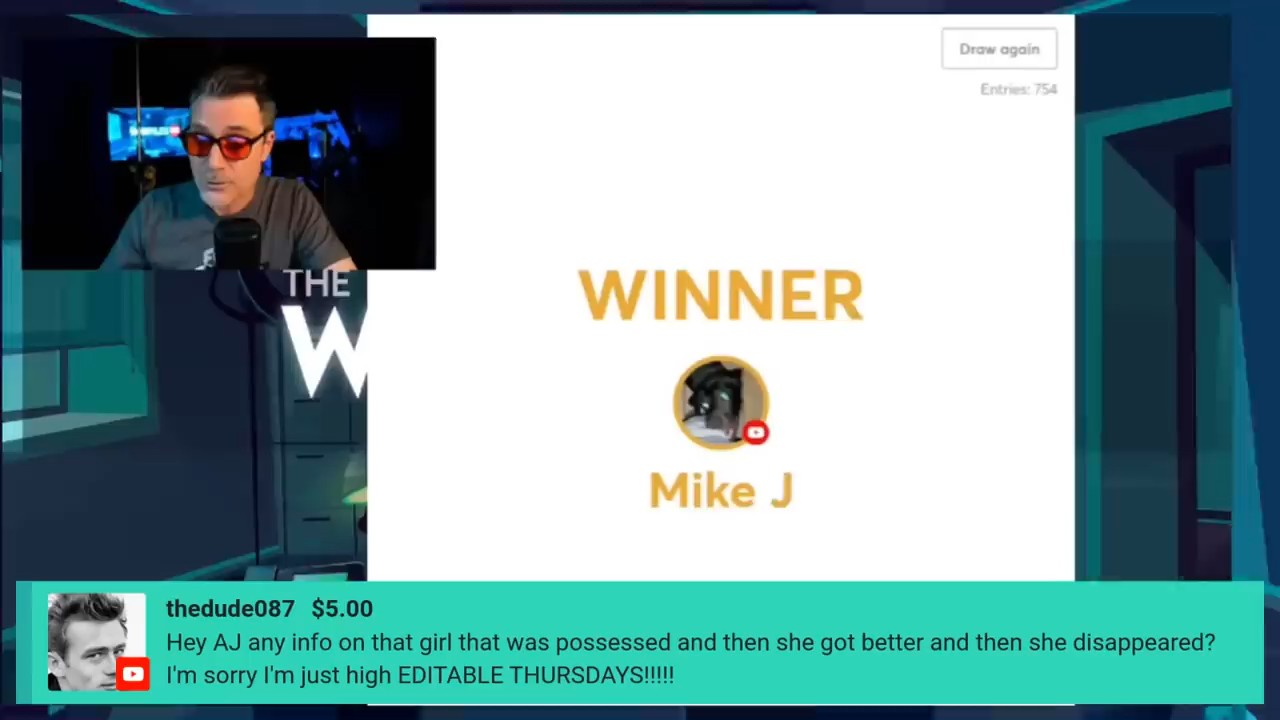 Draw again
Entries: 754
THE
W
WINNER
Mike J
thedude087 $5.00
Hey AJ any info on that girl that was possessed and then she got better and then she disappeared?
I'm sorry I'm just high EDITABLE THURSDAYS!!!!!